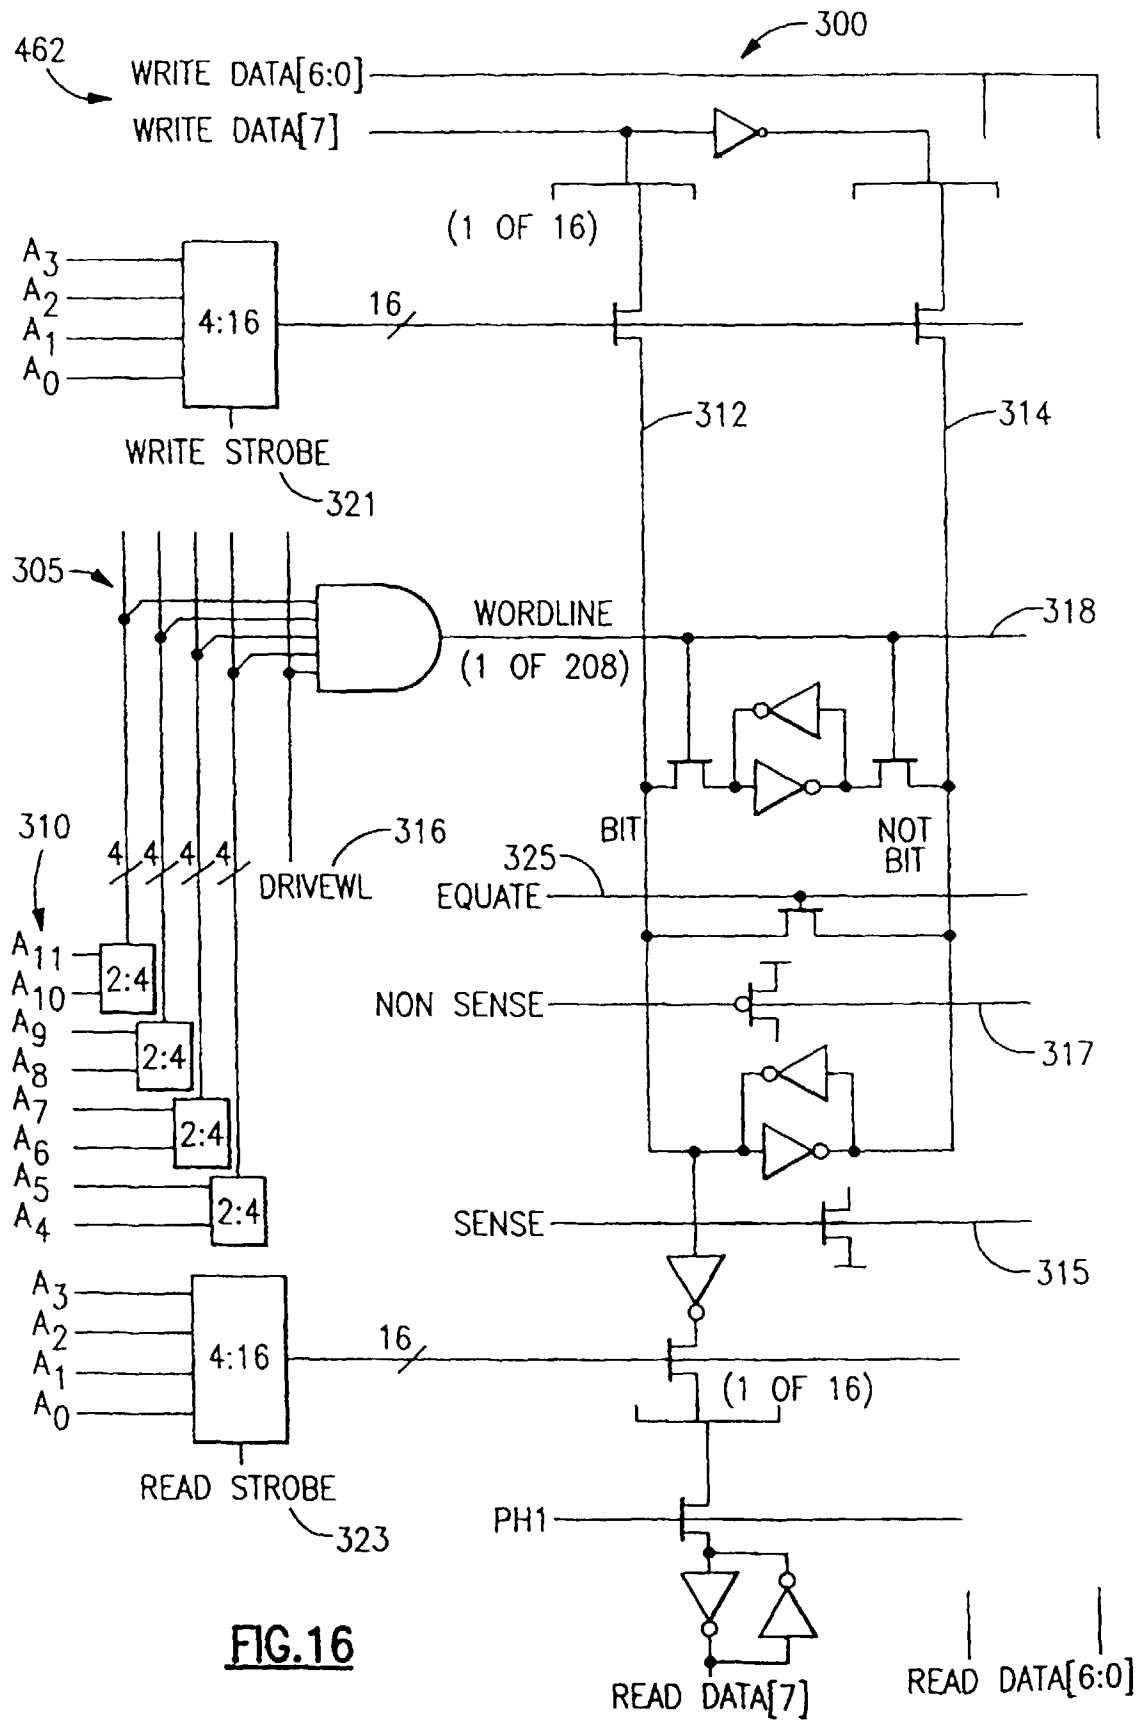 300
462
WRITE DATA[6:0]
WRITE DATA[7]
(1 OF 16)
A3
A2
A1
A0
4:16
16
WRITE STROBE
321
312
314
305
WORDLINE
(1 OF 208)
318
BIT
NOT
BIT
310
4
4
4
4
316
DRIVEWL
325
EQUATE
A11
A10
2:4
A9
A8
2:4
A7
A6
2:4
A5
A4
2:4
NON SENSE
317
SENSE
315
A3
A2
A1
A0
4:16
16
(1 OF 16)
READ STROBE
323
PH1
FIG.16
READ DATA[7]
READ DATA[6:0]